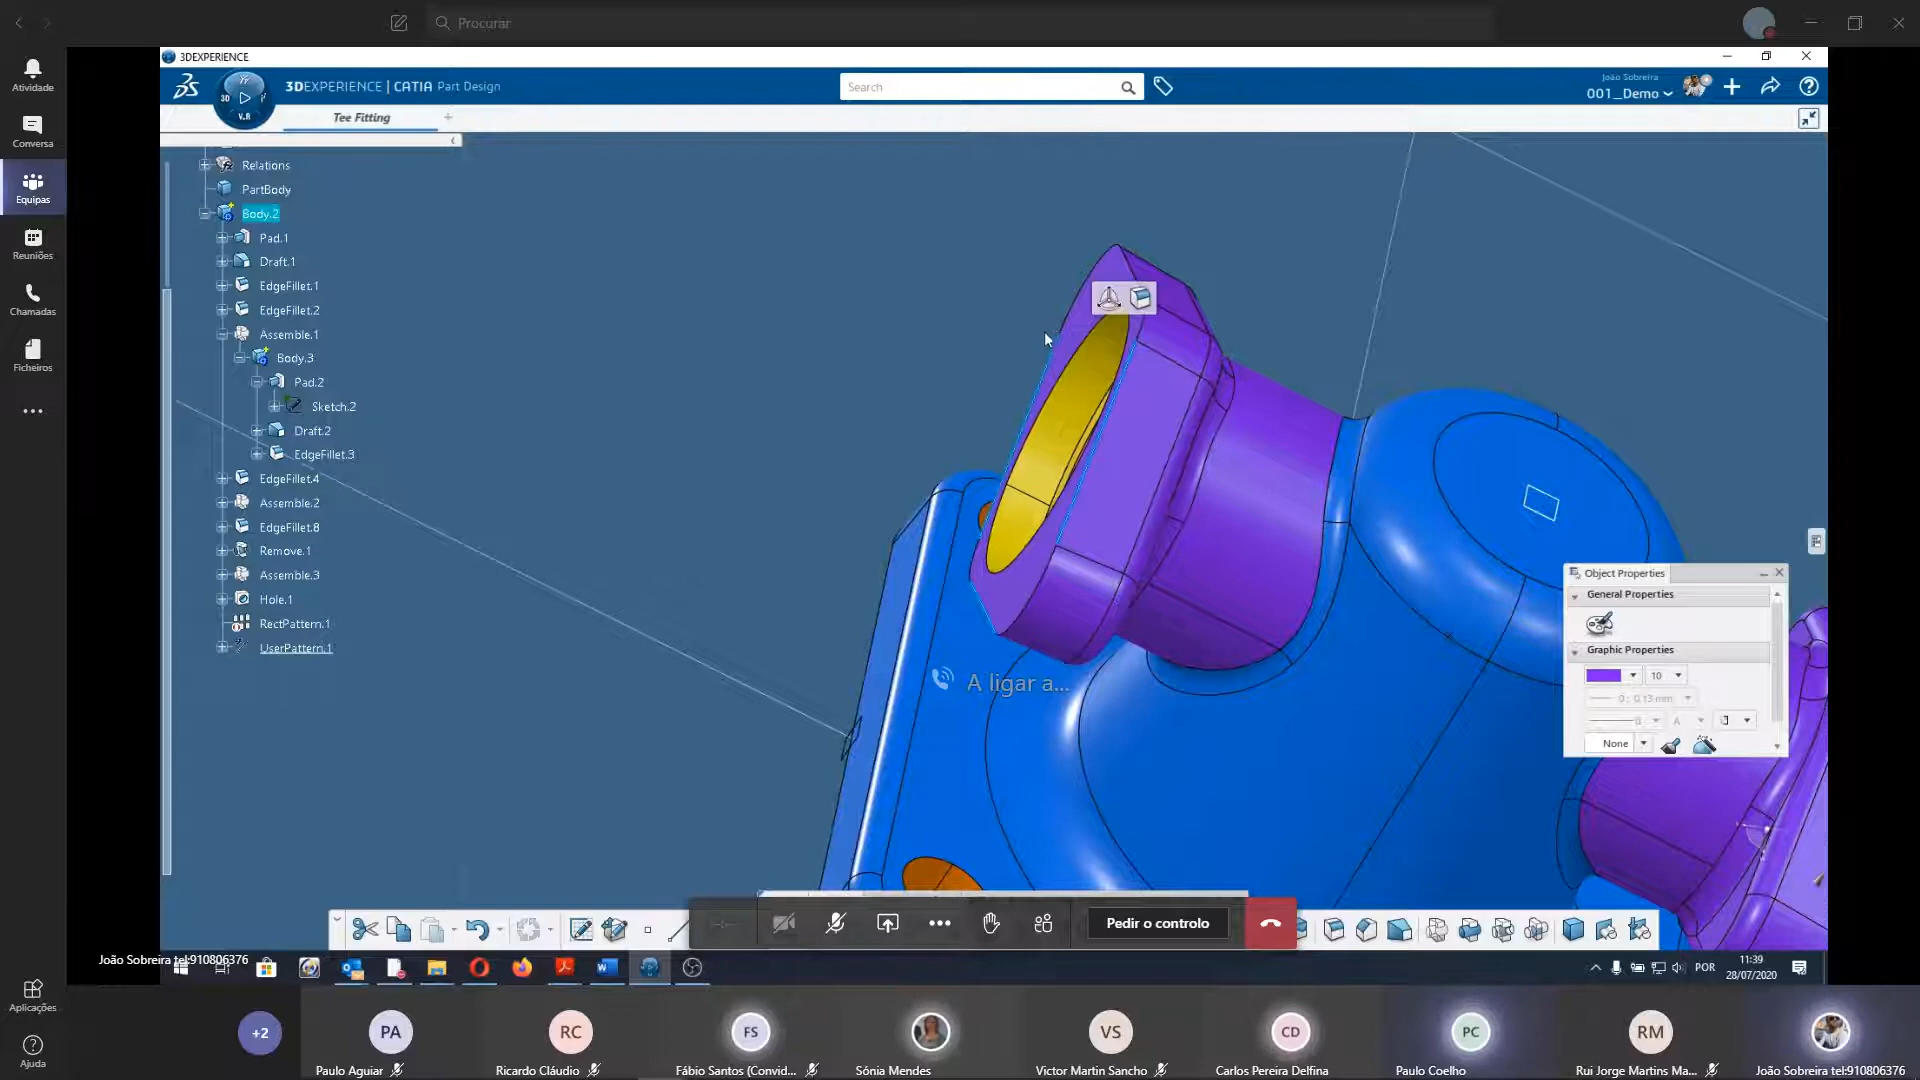 Procurar
3DEXPERIENCE
3DEXPERIENCE | CATIA Part Design
Search
João Sobreira
001_Demo
3D
V.R
Tee Fitting
Atividade
Conversa
Equipas
Reuniões
Chamadas
Ficheiros
Relations
PartBody
Body.2
Pad.1
Draft.1
EdgeFillet.1
EdgeFillet.2
Assemble.1
Body.3
Pad.2
Sketch.2
Draft.2
EdgeFillet.3
EdgeFillet.4
Assemble.2
EdgeFillet.8
Remove.1
Assemble.3
Hole.1
RectPattern.1
UserPattern.1
A ligar a...
Object Properties
General Properties
Graphic Properties
10
0 : 0.13 mm
None
Pedir o controlo
João Sobreira tel:910806376
POR
11:39
28/07/2020
Aplicações
Ajuda
+2
PA
RC
FS
VS
CD
PC
RM
Paulo Aguiar
Ricardo Cláudio
Fábio Santos (Convid...
Sónia Mendes
Victor Martin Sancho
Carlos Pereira Delfina
Paulo Coelho
Rui Jorge Martins Ma...
João Sobreira tel:910806376